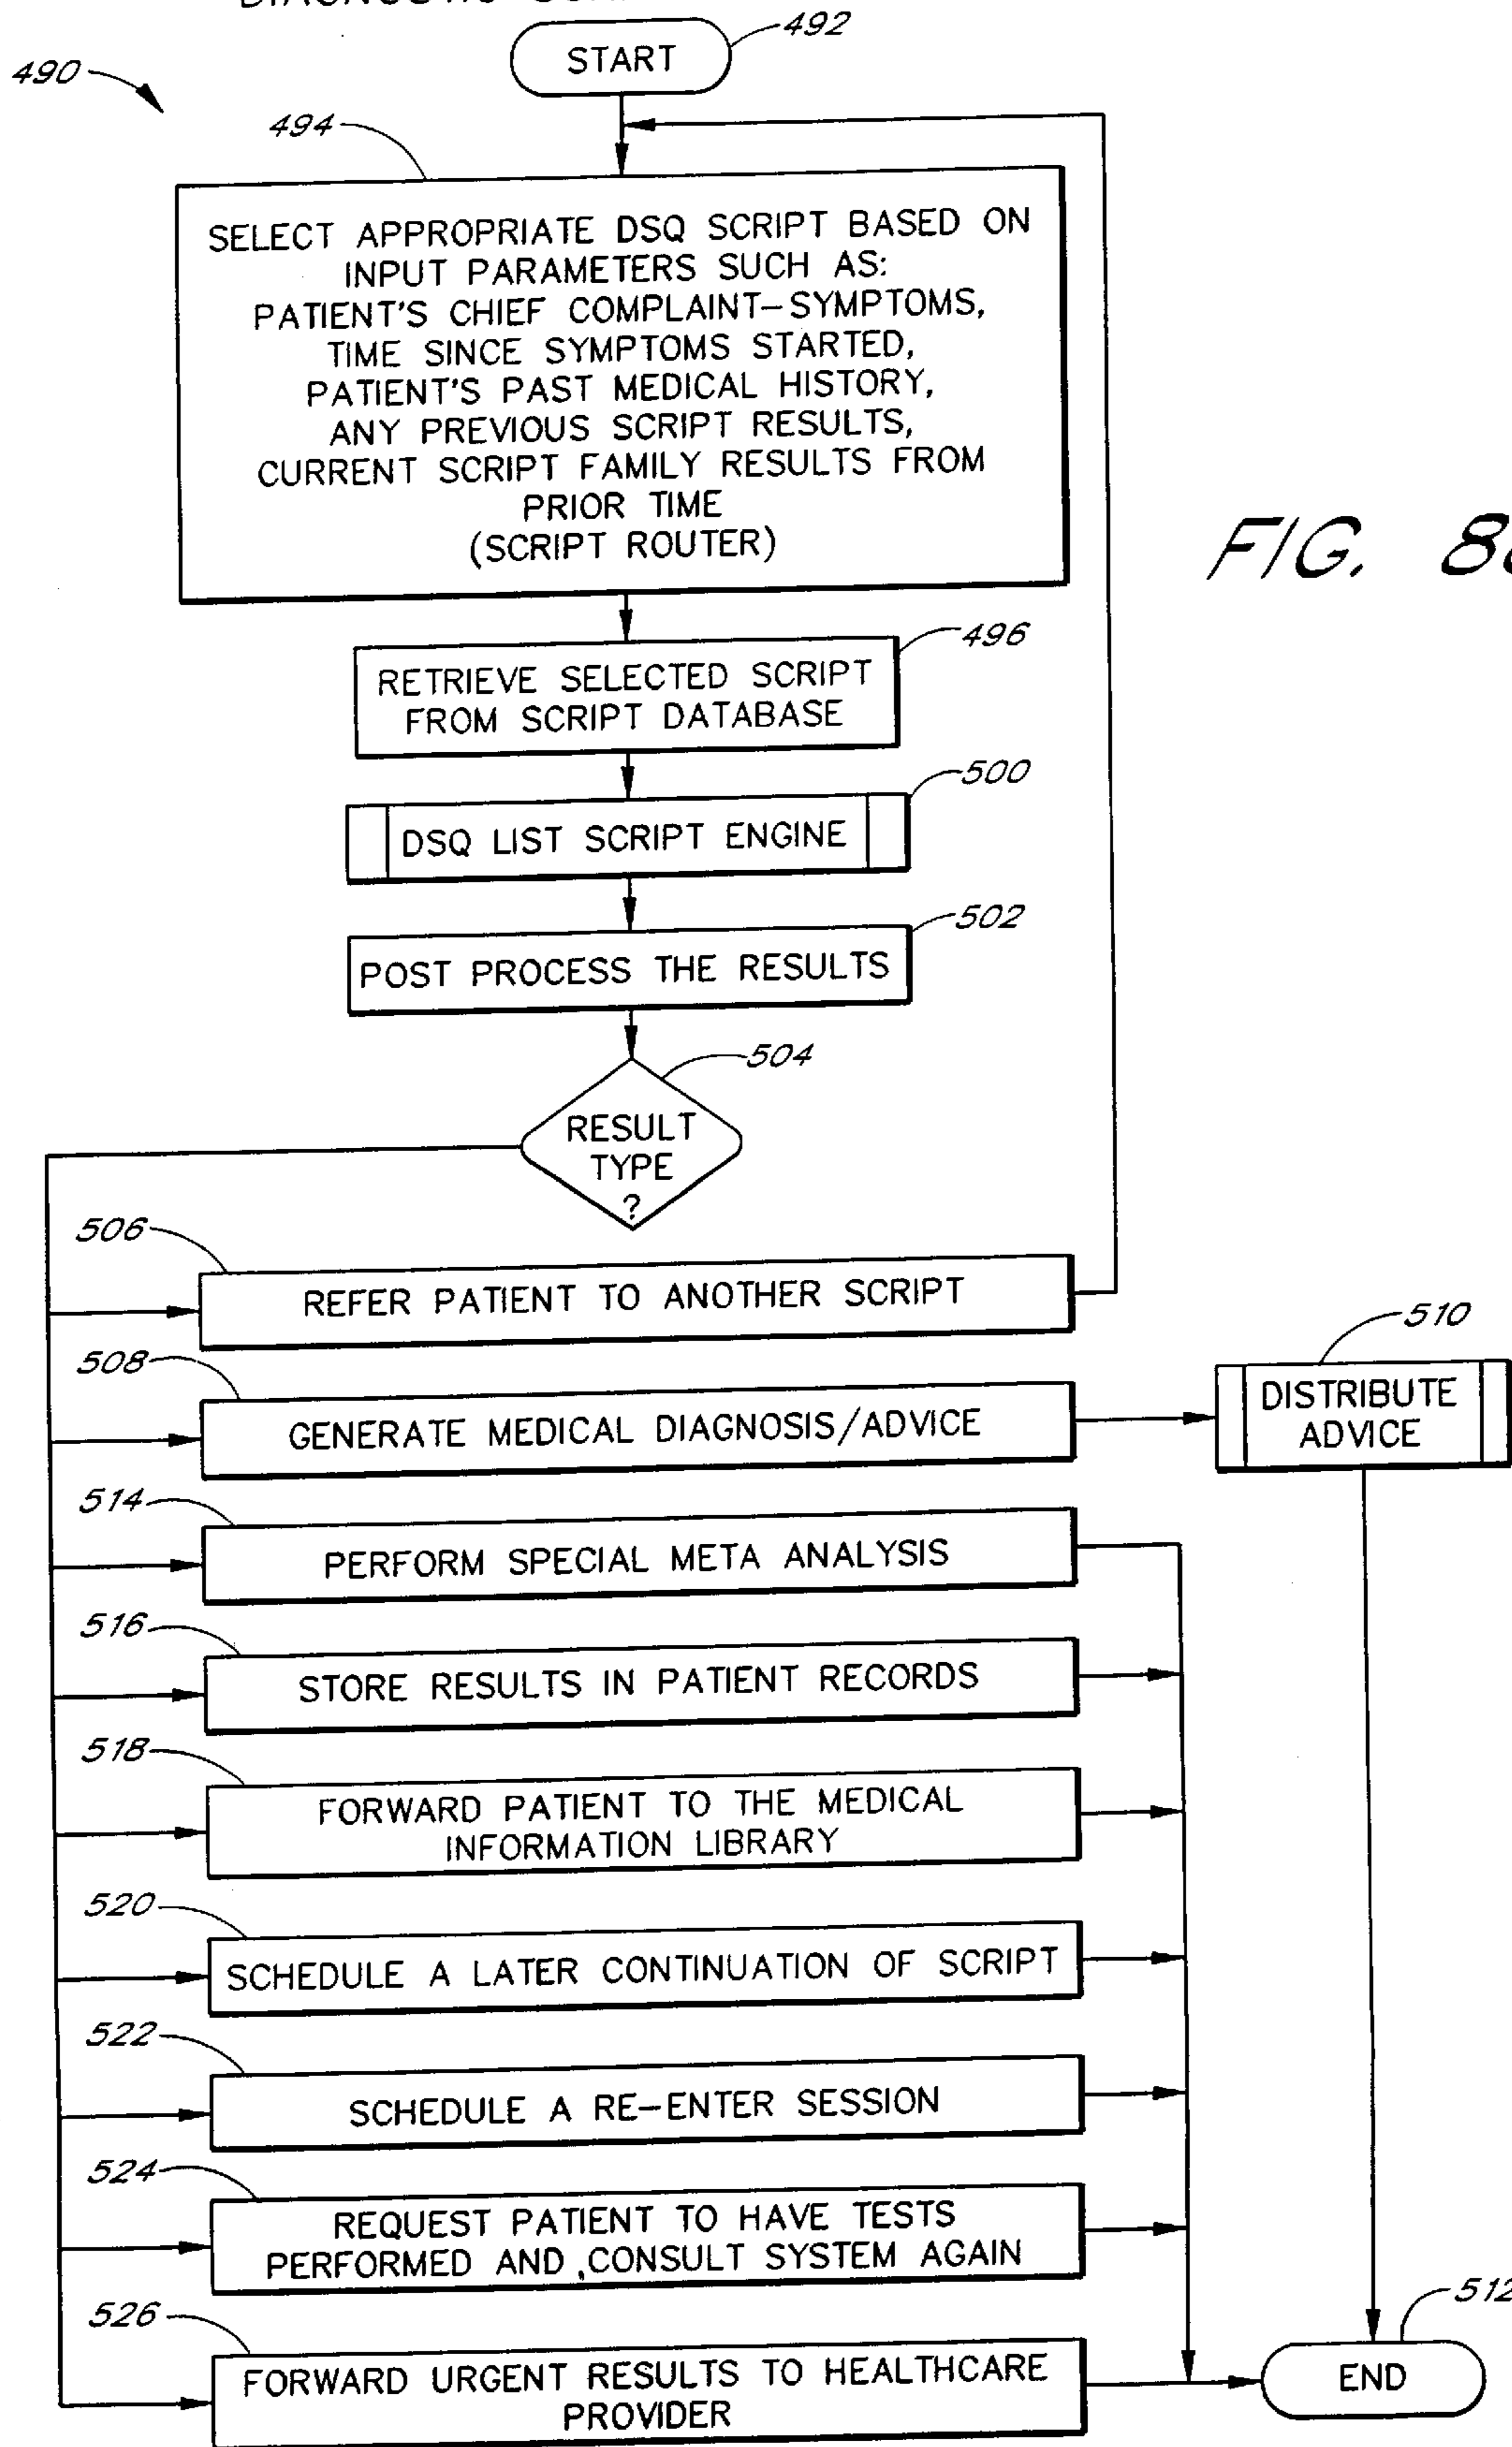 492
START
490
494
SELECT APPROPRIATE DSQ SCRIPT BASED ON
INPUT PARAMETERS SUCH AS:
PATIENT'S CHIEF COMPLAINT-SYMPTOMS,
TIME SINCE SYMPTOMS STARTED,
PATIENT'S PAST MEDICAL HISTORY,
ANY PREVIOUS SCRIPT RESULTS,
CURRENT SCRIPT FAMILY RESULTS FROM
PRIOR TIME
(SCRIPT ROUTER)
FIG.
496
RETRIEVE SELECTED SCRIPT
FROM SCRIPT DATABASE
500
DSQ LIST SCRIPT ENGINE
502
POST PROCESS THE RESULTS
504
RESULT
TYPE
?
506
REFER PATIENT TO ANOTHER SCRIPT
508
GENERATE MEDICAL DIAGNOSIS/ADVICE
510
DISTRIBUTE
ADVICE
514
PERFORM SPECIAL META ANALYSIS
516
STORE RESULTS IN PATIENT RECORDS
518
FORWARD PATIENT TO THE MEDICAL
INFORMATION LIBRARY
520
SCHEDULE A LATER CONTINUATION OF SCRIPT
522
SCHEDULE A RE-ENTER SESSION
524
REQUEST PATIENT TO HAVE TESTS
PERFORMED AND ,CONSULT SYSTEM AGAIN
526
FORWARD URGENT RESULTS TO HEALTHCARE
PROVIDER
512
END